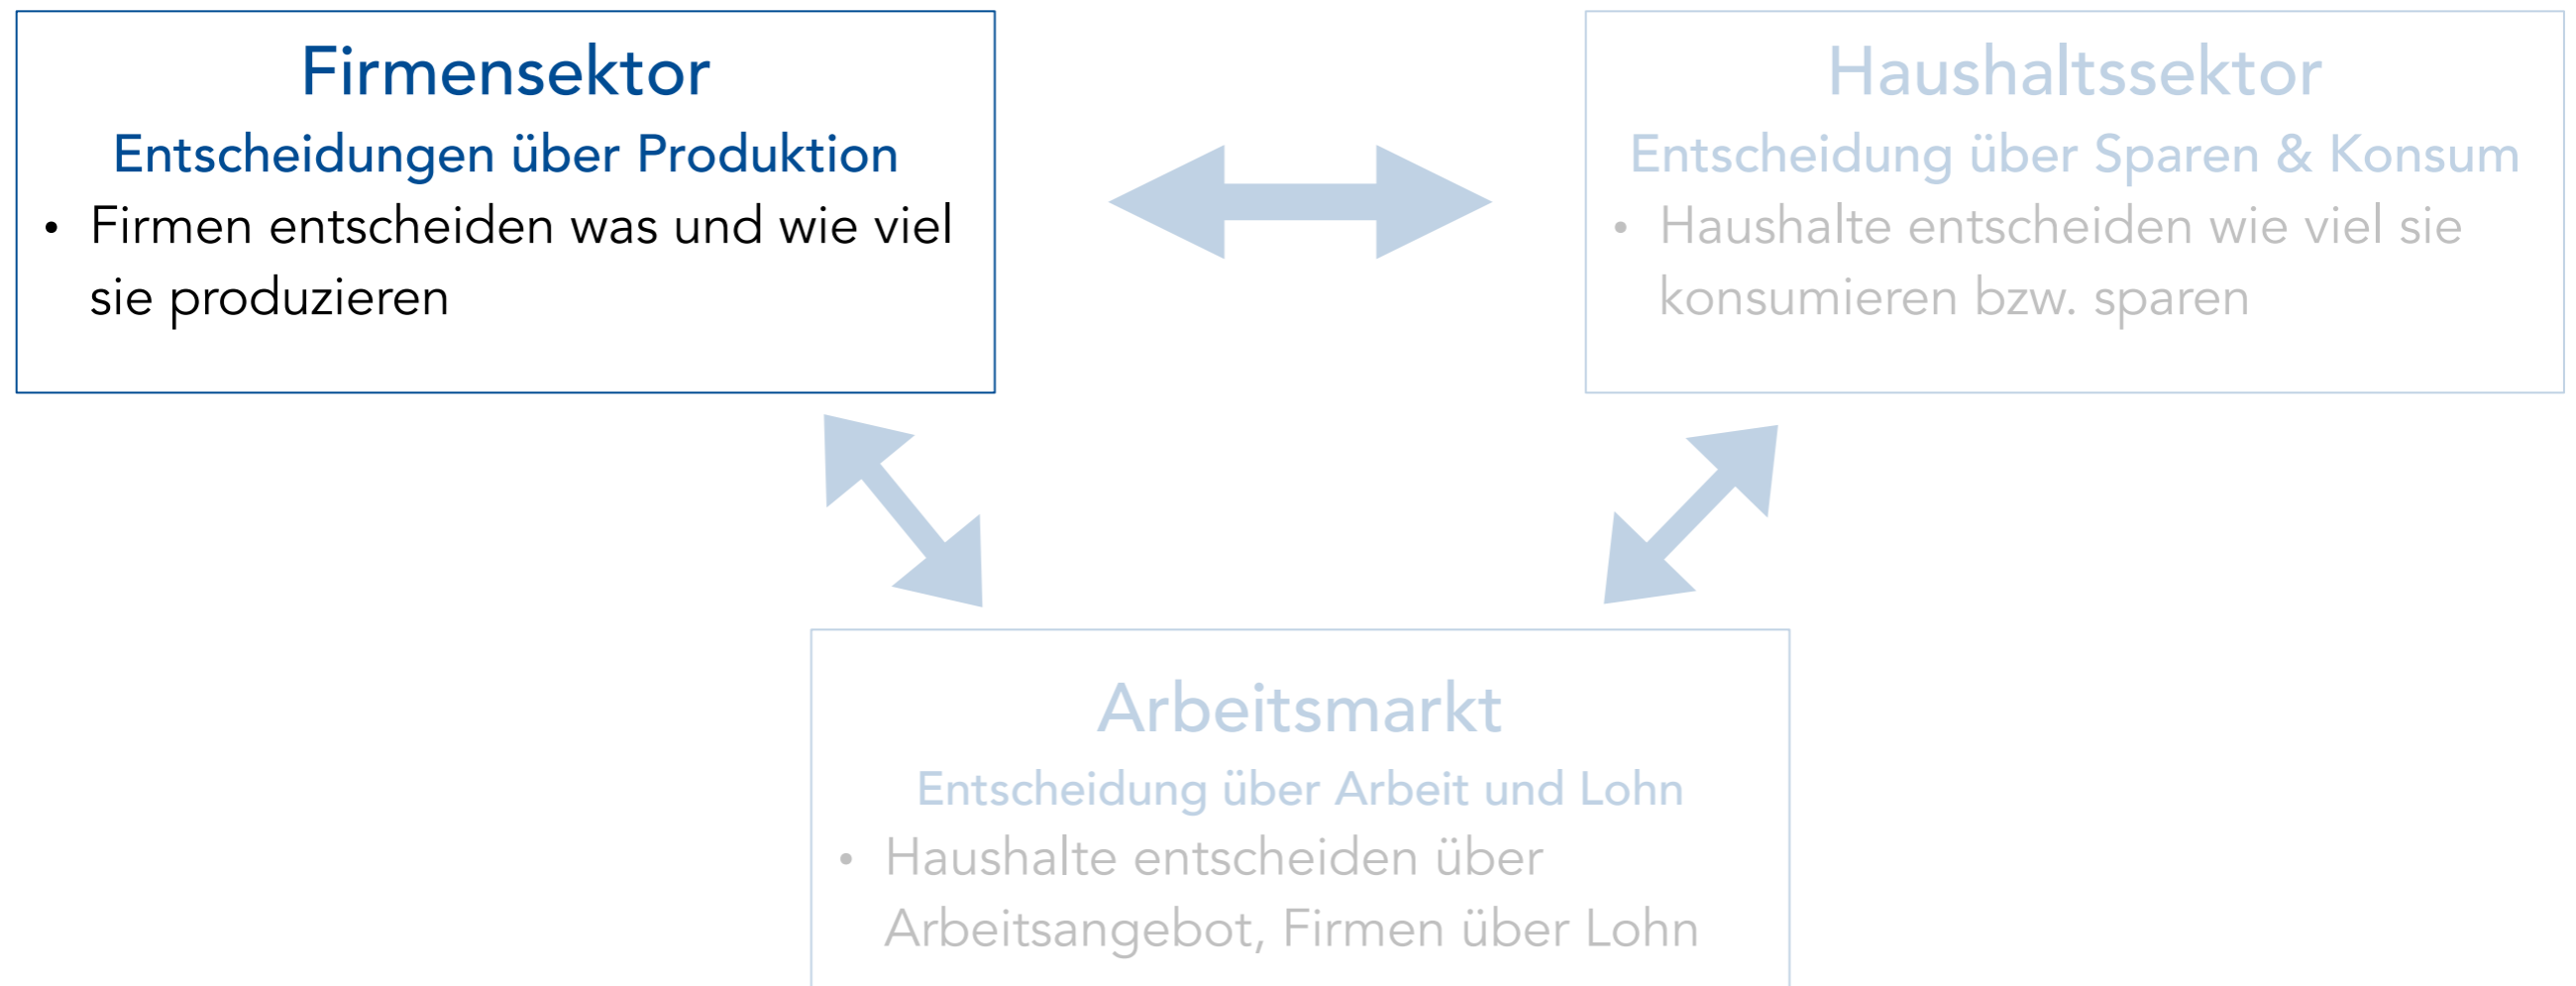 Firmensektor
Entscheidungen über Produktion
• Firmen entscheiden was und wie viel
sie produzieren
Haushaltssektor
Entscheidung über Sparen & Konsum
• Haushalte entscheiden wie viel sie
konsumieren bzw. sparen
Arbeitsmarkt
Entscheidung über Arbeit und Lohn
• Haushalte entscheiden über
Arbeitsangebot, Firmen über Lohn